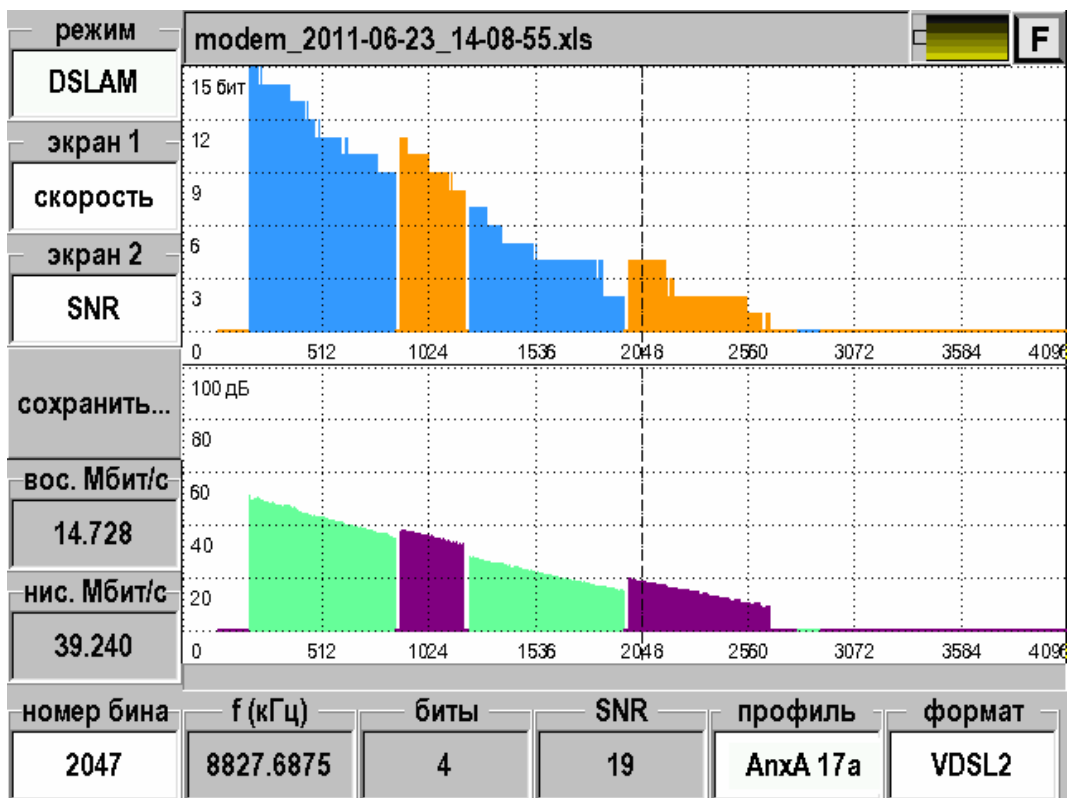 режим
modem_2011-06-23_14-08-55.xls
F
DSLAM
экран 1
скорость
экран 2
SNR
сохранить...
вос. Мбит/с
14.728
нис. Мбит/с
39.240
15 бит
12
9
6
3
0 512 1024 1536 2048 2560 3072 3584 4096
100 дБ
80
60
40
20
0 512 1024 1536 2048 2560 3072 3584 4096
номер бина f (кГц) биты SNR профиль формат
2047 8827.6875 4 19 AnxA 17a VDSL2